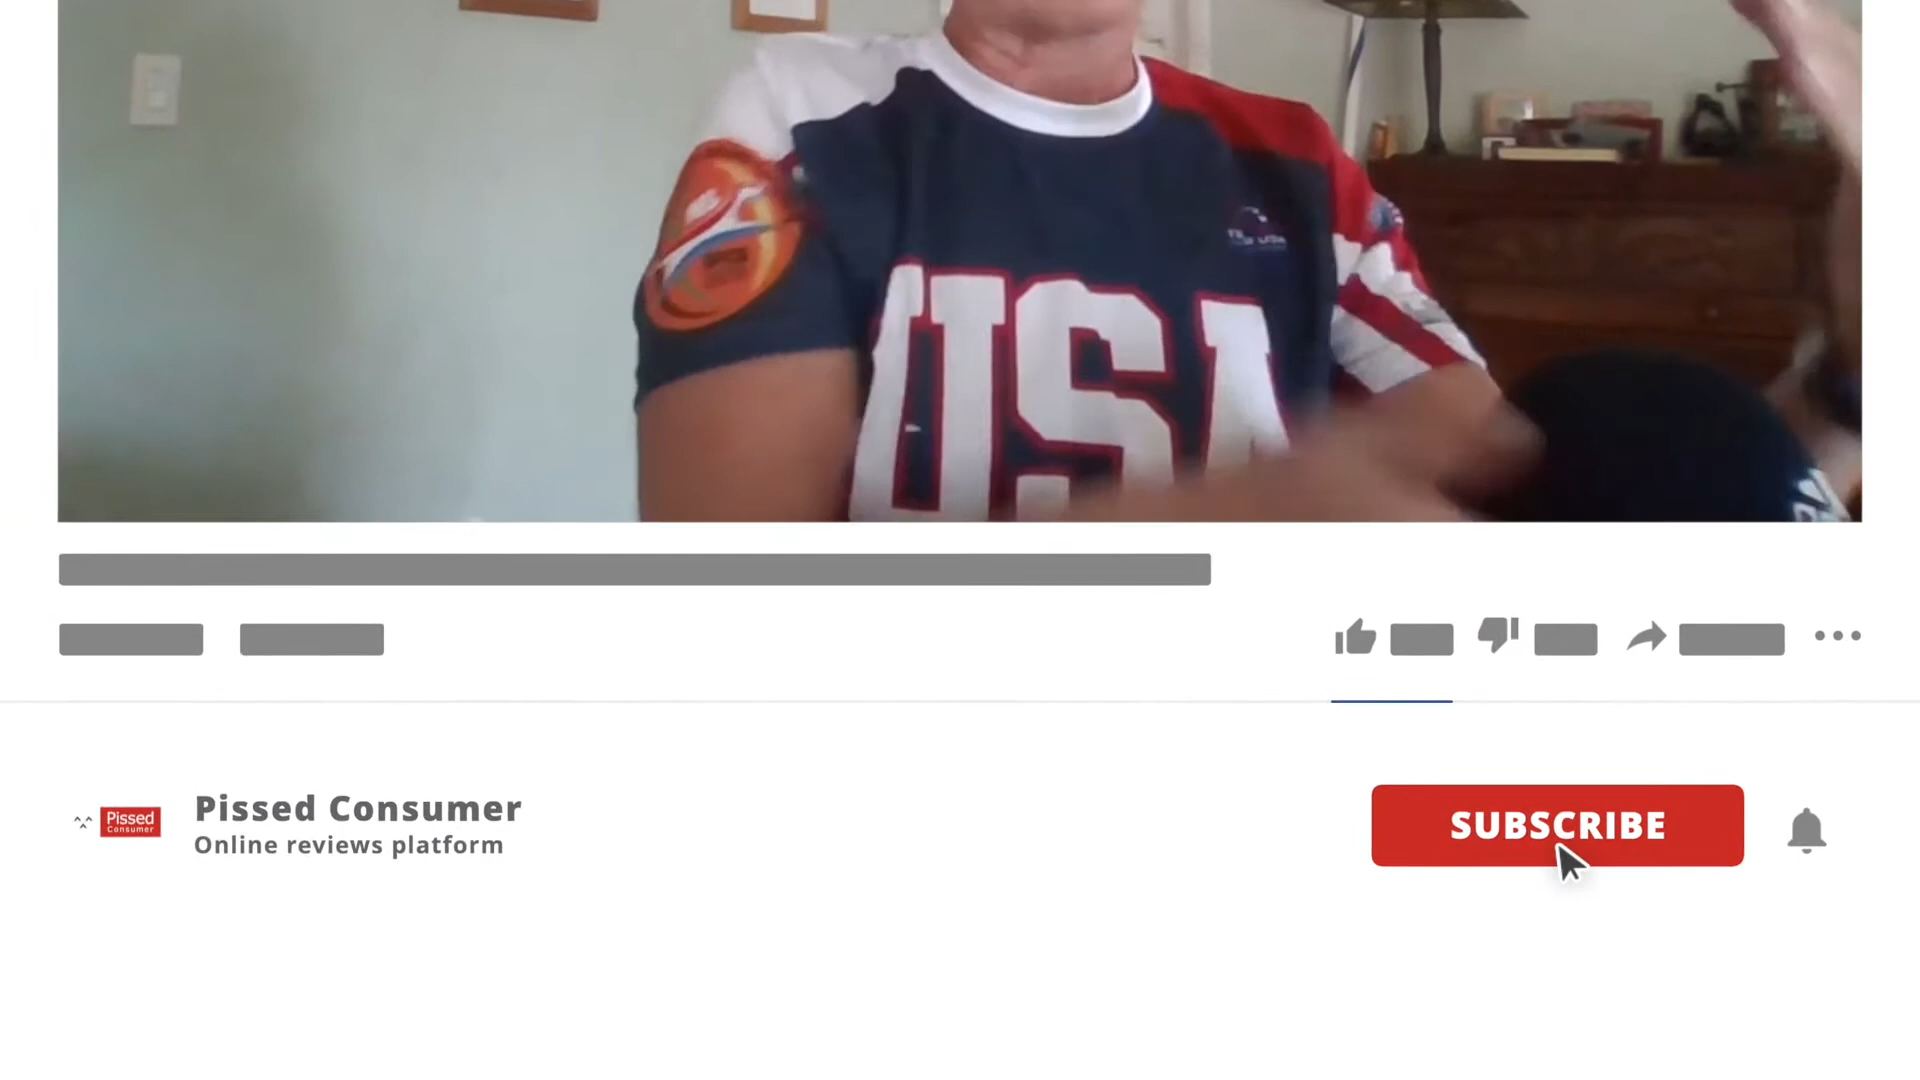 USA
Pissed Consumer
Online reviews platform
Pissed
Consumer
SUBSCRIBE